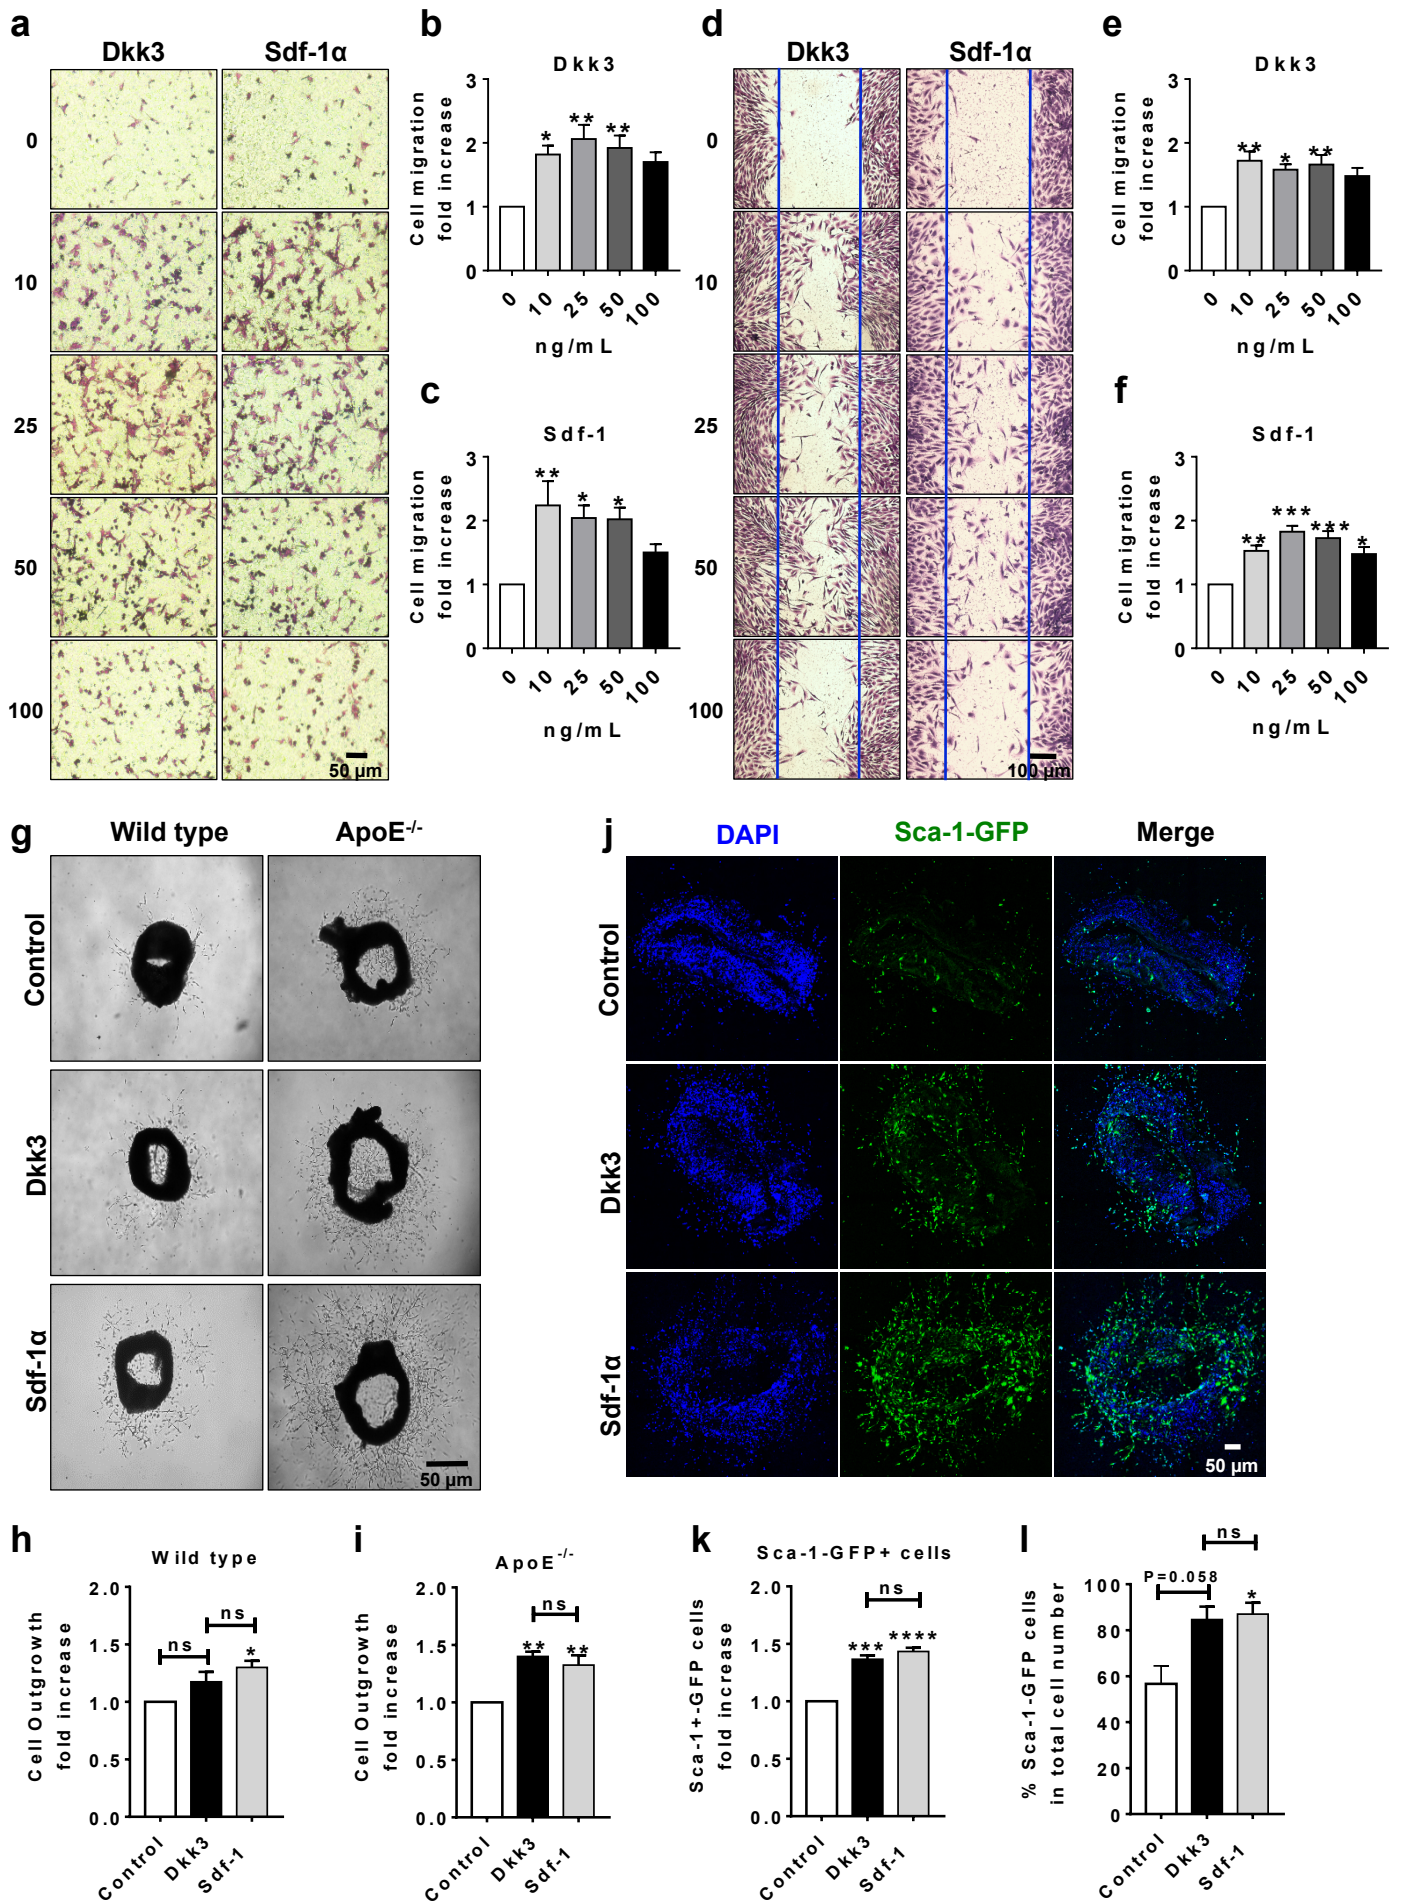 a
Dkk3
Sdf-1α
0
10
25
50
100
50 µm
b
Dkk3
Cell migration
fold increase
3
2
1
0
*
**
**
0
10
25
50
100
ng/mL
c
Sdf-1
Cell migration
fold increase
3
2
1
0
**
*
*
0
10
25
50
100
ng/mL
d
Dkk3
Sdf-1α
0
10
25
50
100
100 µm
e
Dkk3
Cell migration
fold increase
3
2
1
0
**
*
**
0
10
25
50
100
ng/mL
f
Sdf-1
Cell migration
fold increase
3
2
1
0
**
***
***
*
0
10
25
50
100
ng/mL
g
Wild type
ApoE-/-
Control
Dkk3
Sdf-1α
50 µm
j
DAPI
Sca-1-GFP
Merge
Control
Dkk3
Sdf-1α
50 µm
h
Wild type
Cell Outgrowth
fold increase
2.0
1.5
1.0
0.5
0.0
ns
ns
*
Control
Dkk3
Sdf-1
i
ApoE-/-
Cell Outgrowth
fold increase
2.0
1.5
1.0
0.5
0.0
ns
**
**
Control
Dkk3
Sdf-1
k
Sca-1-GFP+ cells
Sca-1+-GFP cells
fold increase
2.0
1.5
1.0
0.5
0.0
ns
***
****
Control
Dkk3
Sdf-1
l
% Sca-1-GFP cells
in total cell number
100
80
60
40
20
0
P=0.058
ns
*
Control
Dkk3
Sdf-1